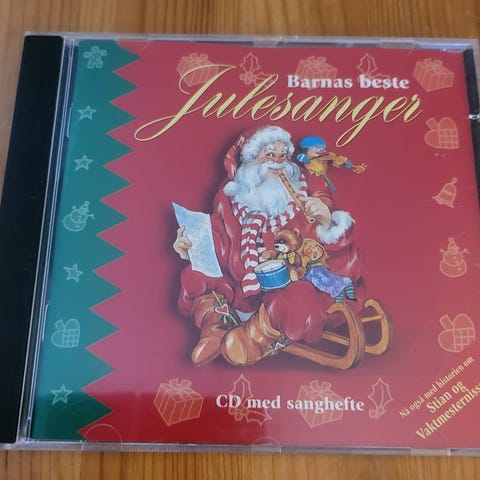 Barnas beste
Julesanger
CD med sanghefte
Nå også med historien om
Stian og